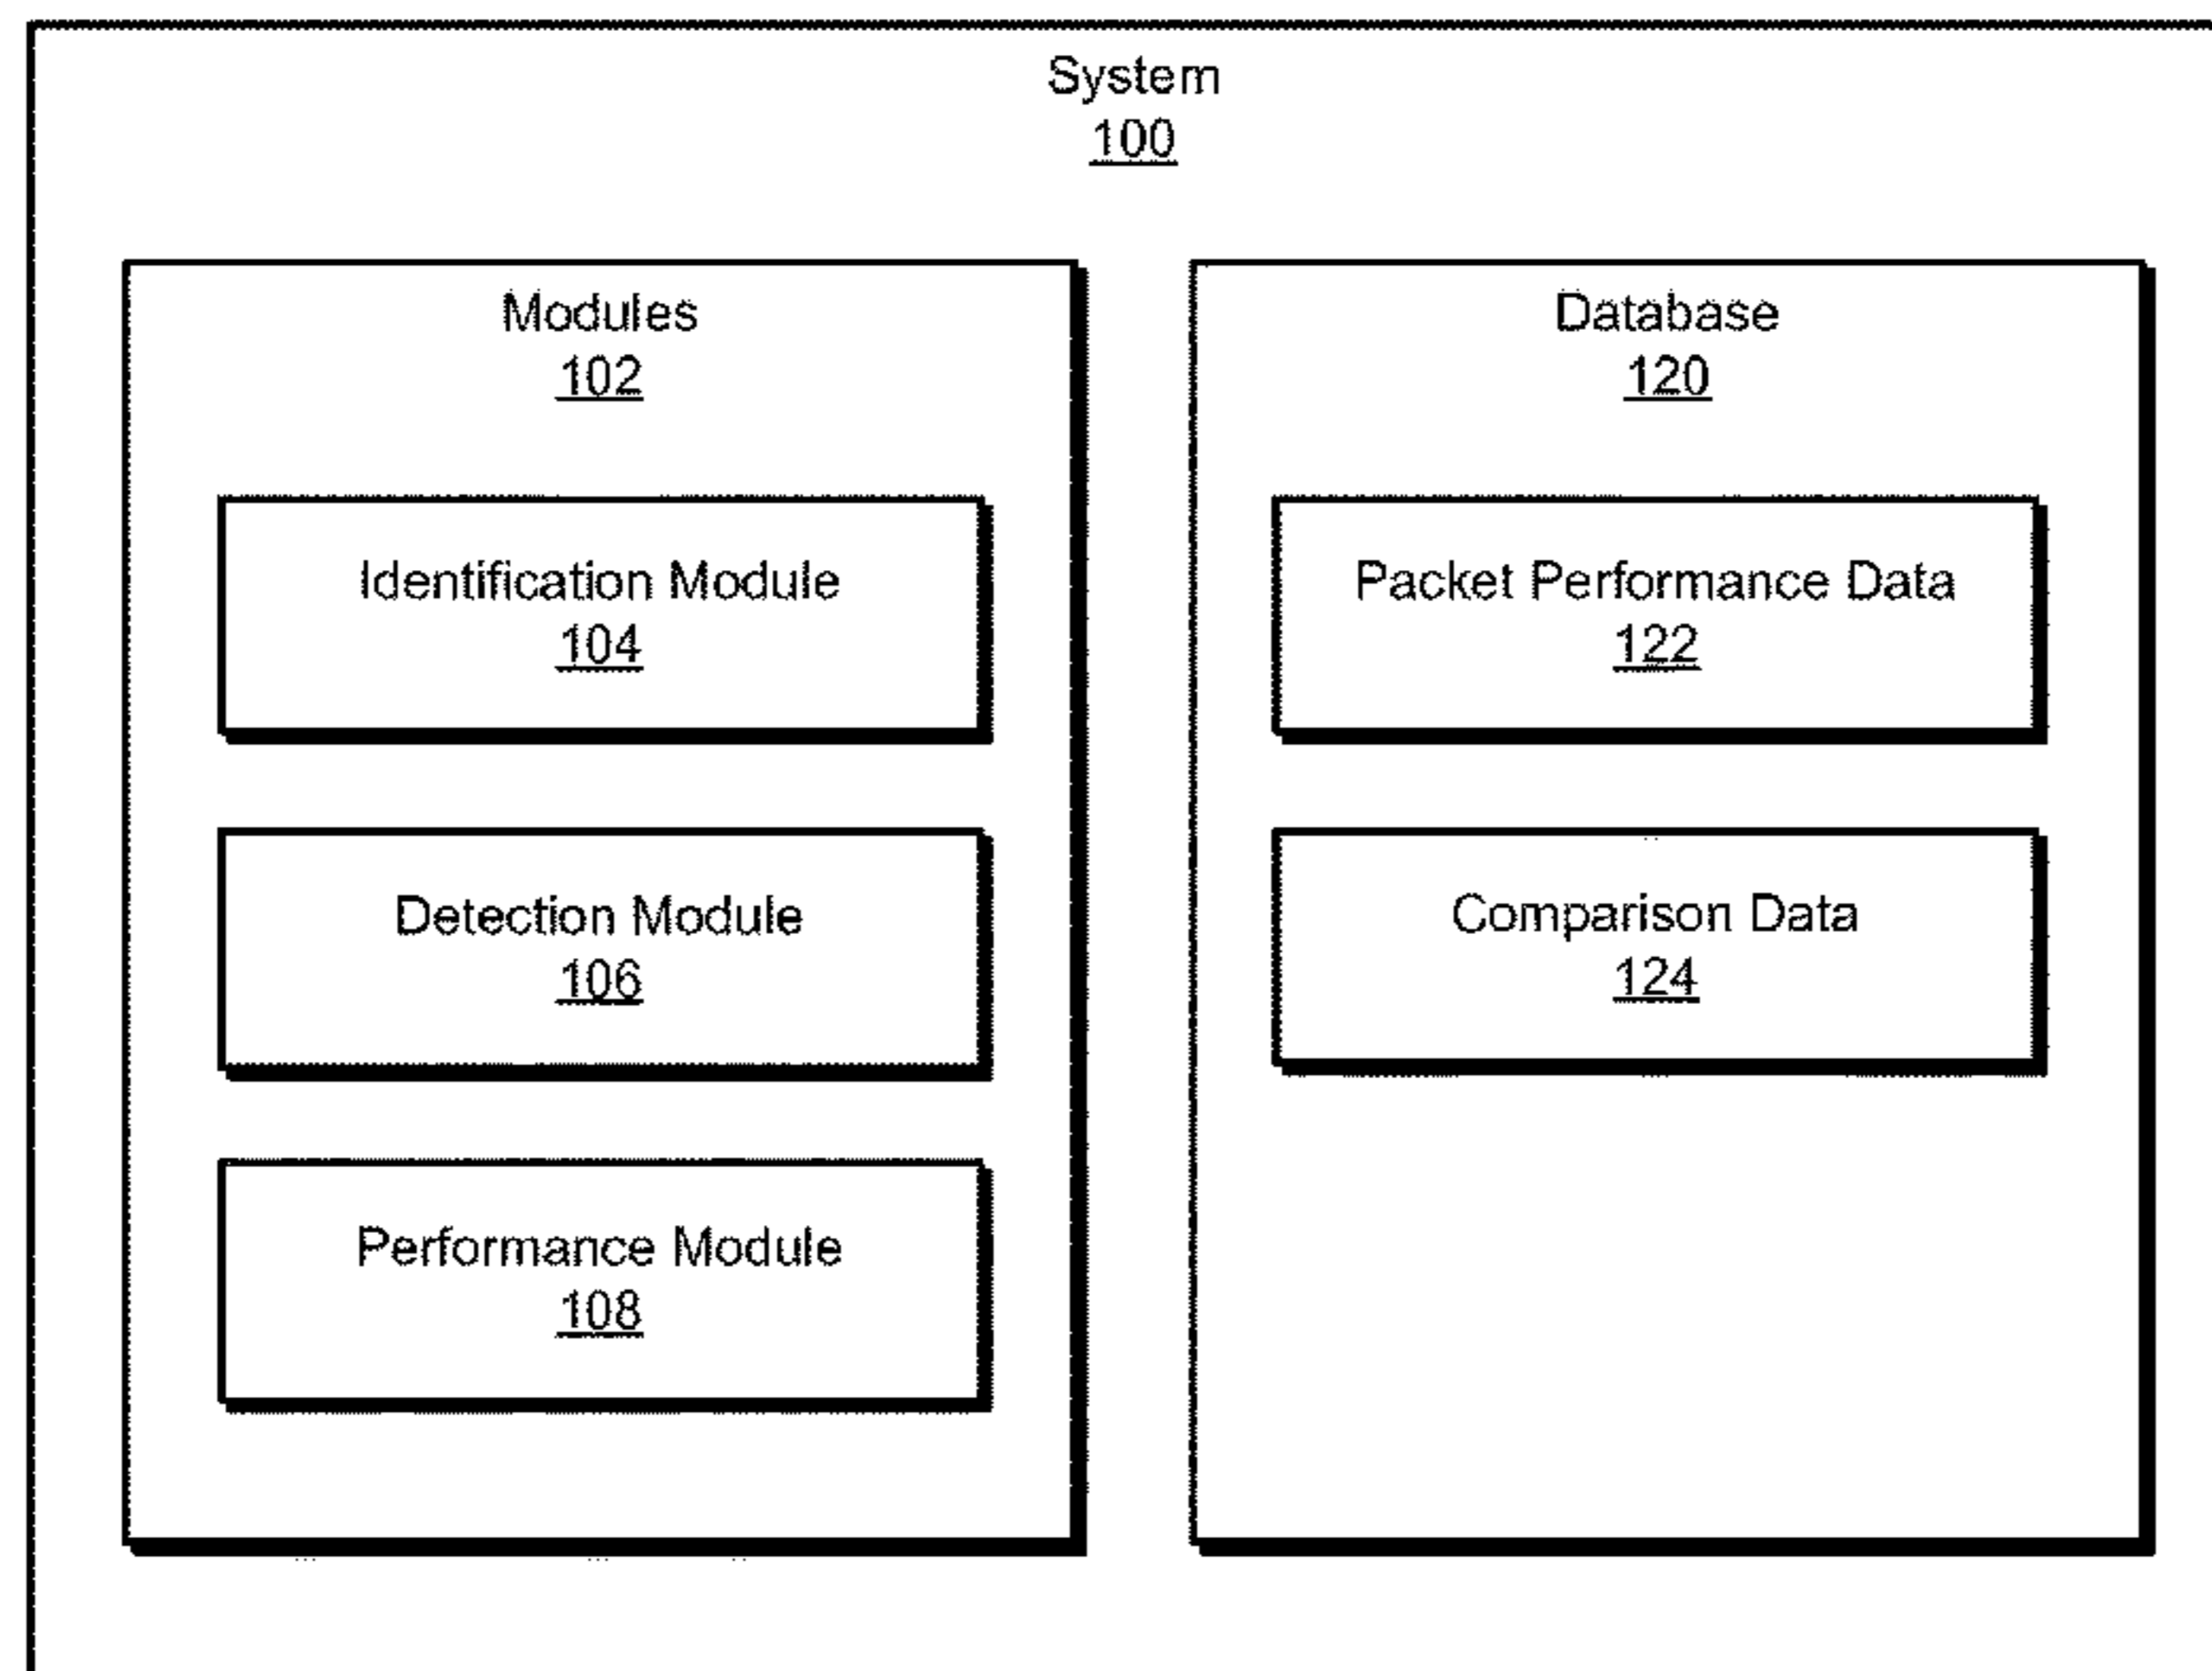 System
100
Modules
102
Identification Module
104
Detection Module
106
Performance Module
108
Database
120
Packet Performance Data
122
Comparison Data
124